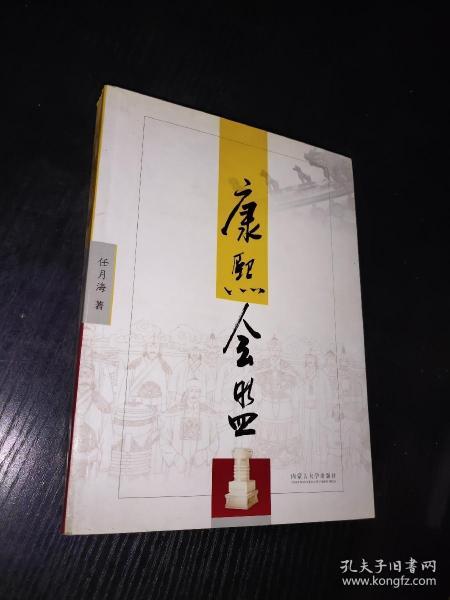 康熙会盟
任月海 著
内蒙古大学出版社
孔夫子旧书网
www.kongfz.com